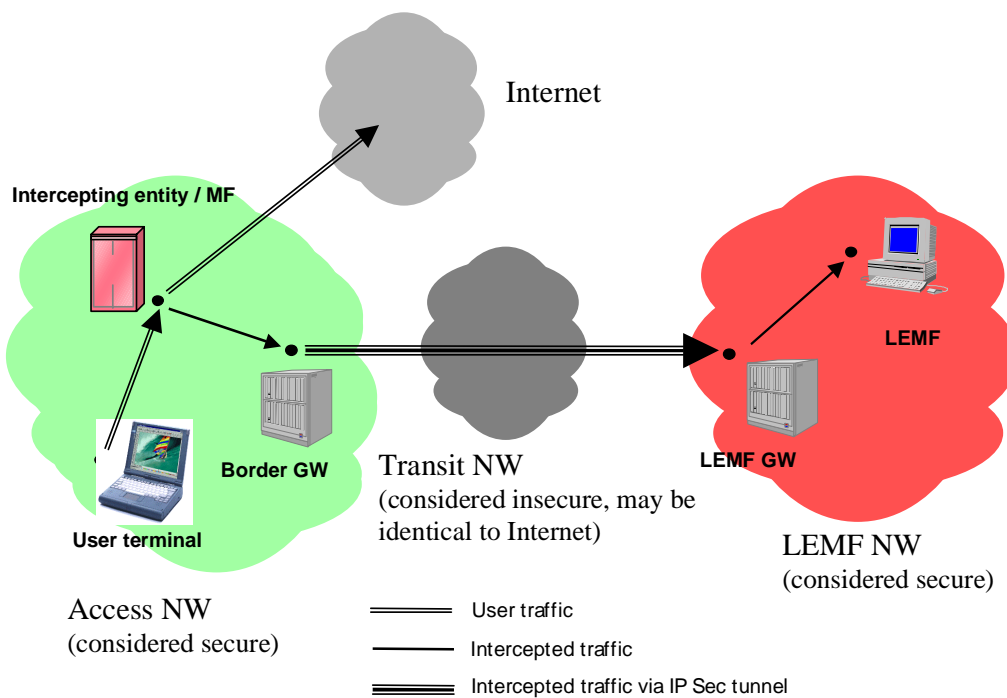 Internet
Intercepting entity / MF
LEMF
Border GW
LEMF GW
User terminal
Transit NW
(considered insecure, may be
identical to Internet)
LEMF NW
(considered secure)
Access NW
(considered secure)
User traffic
Intercepted traffic
Intercepted traffic via IP Sec tunnel